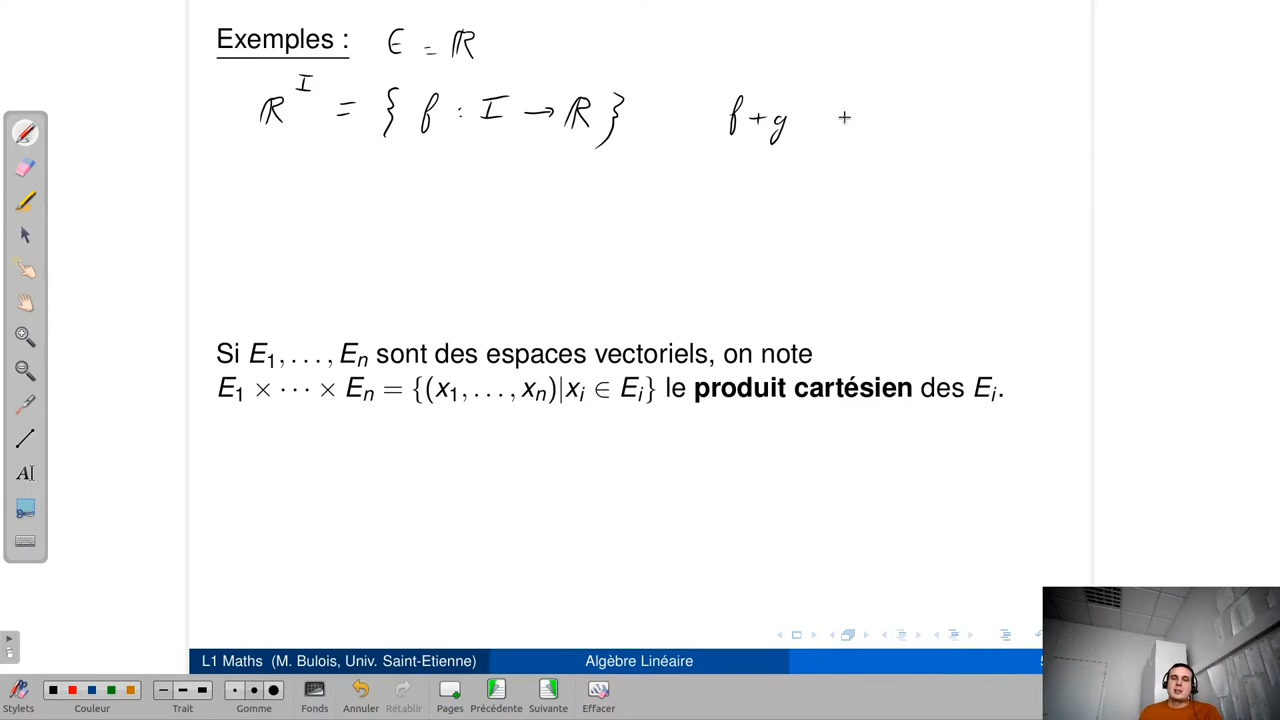 Exemples : E = ℝ
ℝ^I = { f : I → ℝ } f + g
Si E₁, . . . , Eₙ sont des espaces vectoriels, on note
E₁ × · · · × Eₙ = {(x₁, . . . , xₙ)|xᵢ ∈ Eᵢ} le produit cartésien des Eᵢ.
L1 Maths (M. Bulois, Univ. Saint-Etienne) Algèbre Linéaire
Stylets Couleur Trait Gomme Fonds Annuler Rétablir Pages Précédente Suivante Effacer